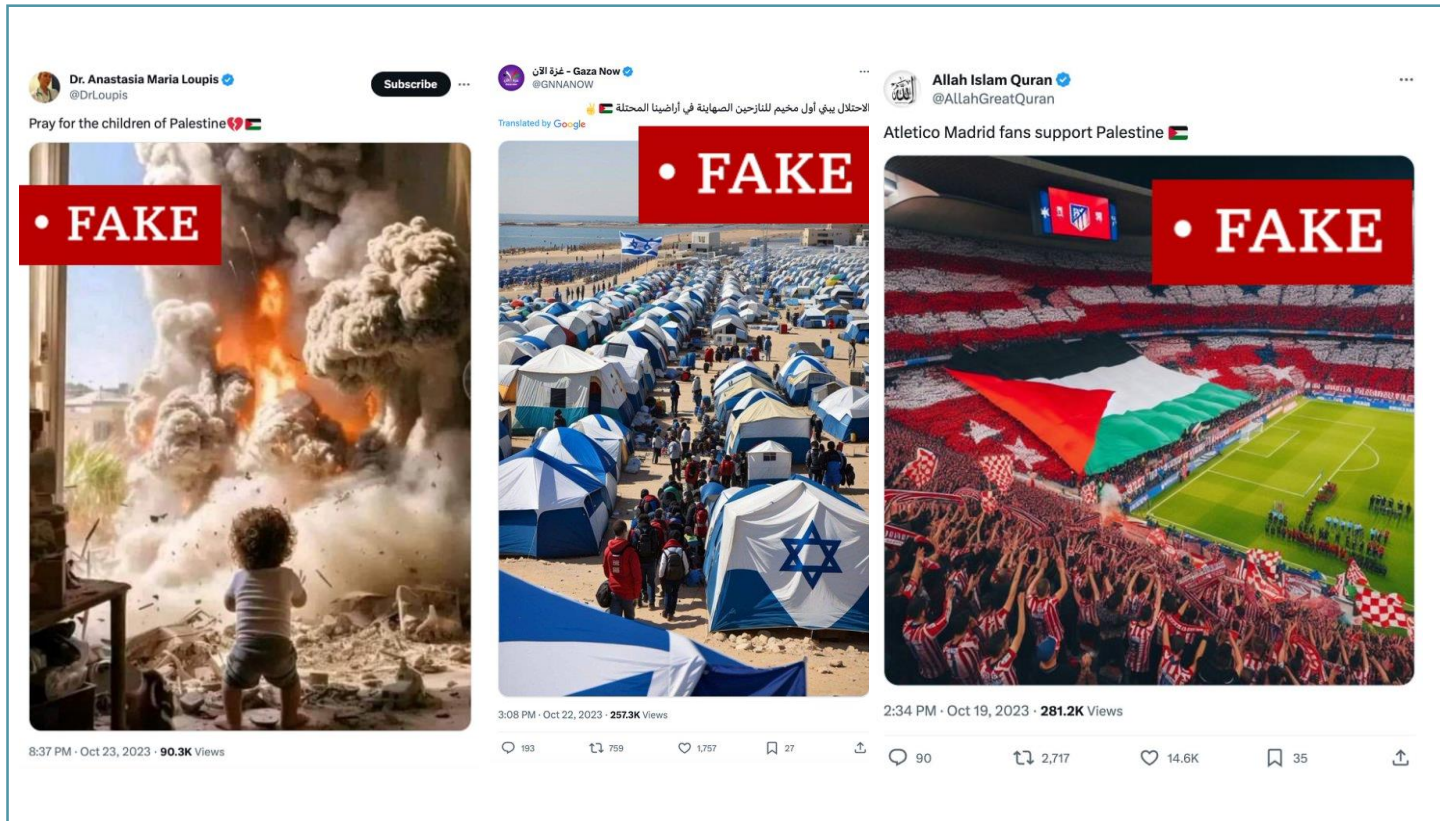 Dr. Anastasia Maria Loupis
@DrLoupis
Subscribe
Pray for the children of Palestine💔🇵🇸
• FAKE
8:37 PM · Oct 23, 2023 · 90.3K Views
غزة الآن - Gaza Now
@GNNANOW
الاحتلال يبني أول مخيم للنازحين الصهاينة في أراضينا المحتلة 🇵🇸✌️
Translated by Google
• FAKE
3:08 PM · Oct 22, 2023 · 257.3K Views
193 759 1,757 27
Allah Islam Quran
@AllahGreatQuran
Atletico Madrid fans support Palestine 🇵🇸
• FAKE
2:34 PM · Oct 19, 2023 · 281.2K Views
90 2,717 14.6K 35